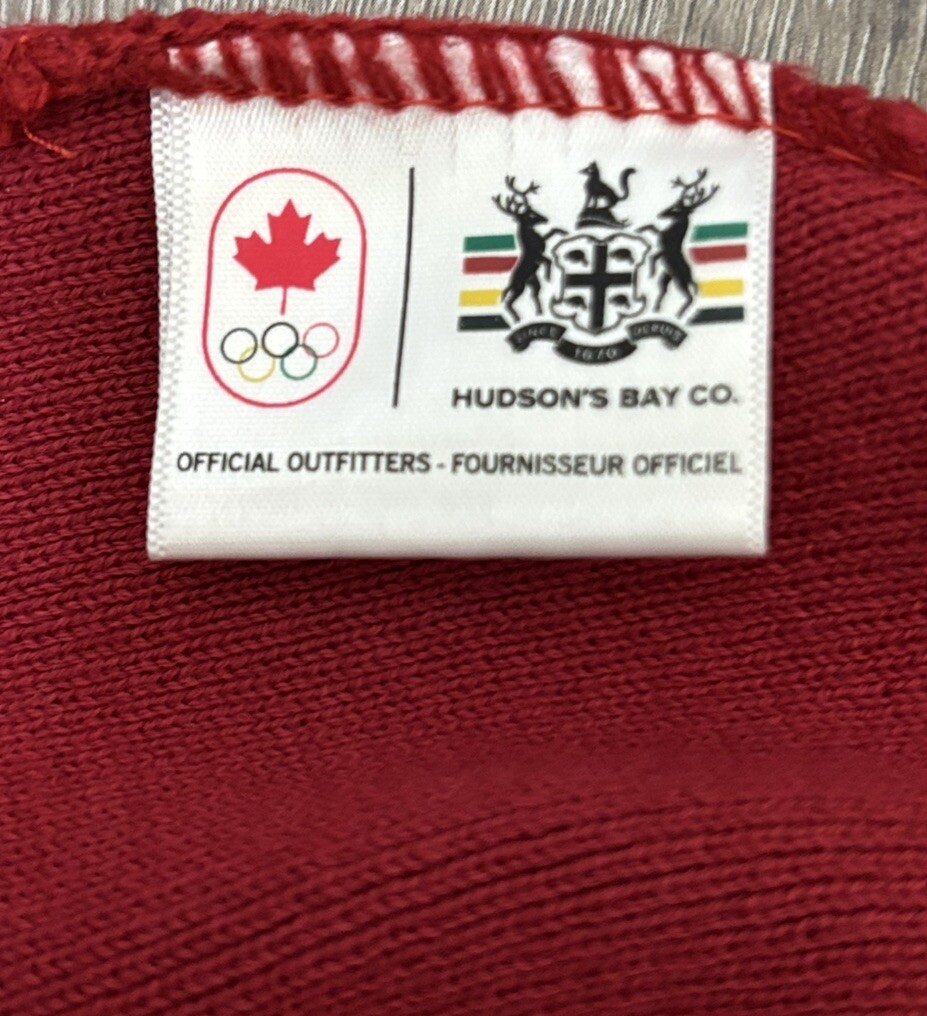 SINCE DEPUIS
1670
HUDSON'S BAY CO.
OFFICIAL OUTFITTERS - FOURNISSEUR OFFICIEL